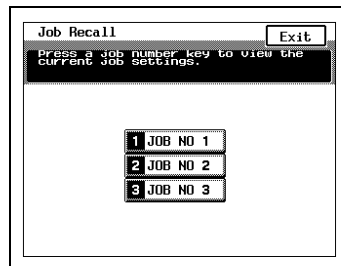 Job Recall
Exit
Press a job number key to view the
current job settings.
1 JOB NO 1
2 JOB NO 2
3 JOB NO 3